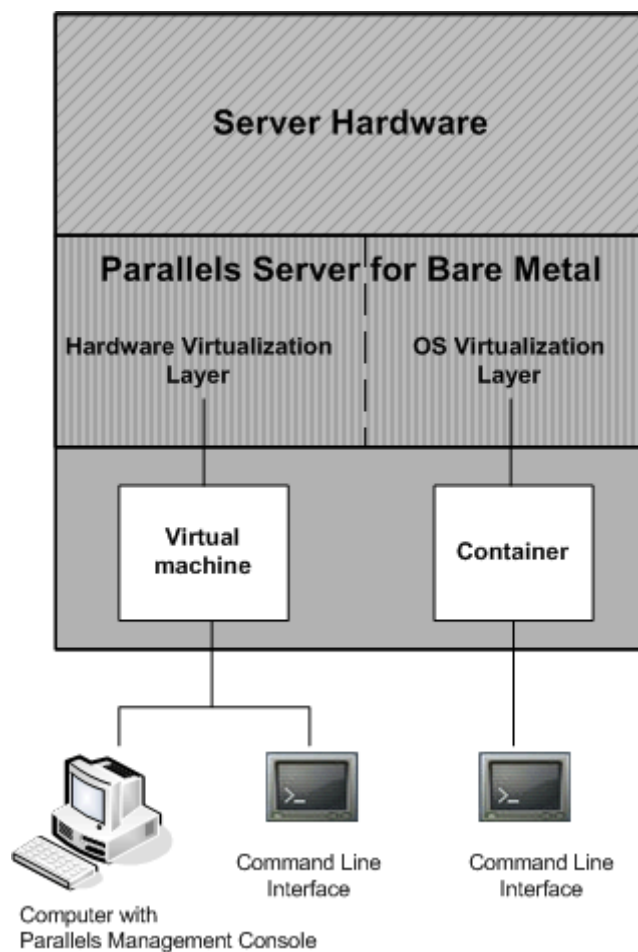 Server Hardware
Parallels Server for Bare Metal
Hardware Virtualization
Layer
OS Virtualization
Layer
Virtual
machine
Container
>_
>_
Command Line
Interface
Command Line
Interface
Computer with
Parallels Management Console